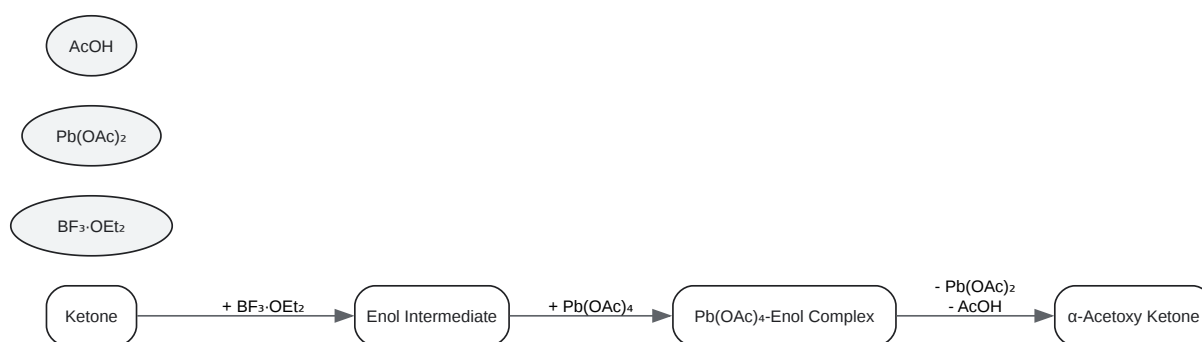 AcOH
Pb(OAc)₂
BF₃·OEt₂
Ketone
+ BF₃·OEt₂
Enol Intermediate
+ Pb(OAc)₄
Pb(OAc)₄-Enol Complex
- Pb(OAc)₂
- AcOH
α-Acetoxy Ketone